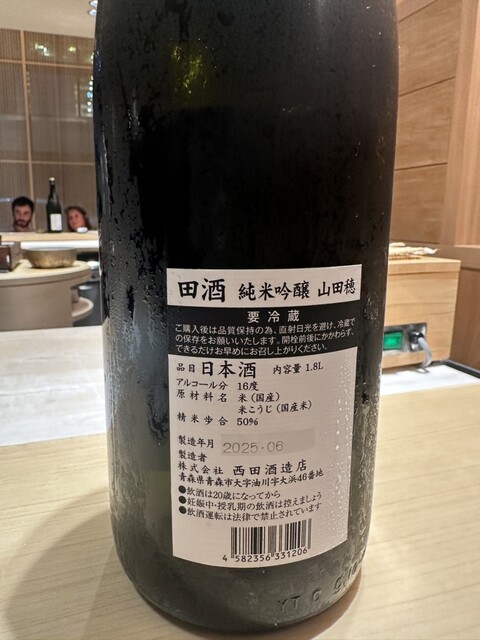 田酒 純米吟醸 山田穂
要冷蔵
ご購入後は品質保持の為、直射日光を避け、冷蔵で
の保存をお願いいたします。開栓前後にかかわらず、
できるだけお早めにお召し上がりください。
品目 日本酒 内容量 1.8L
アルコール分 16度
原材料名 米(国産)
米こうじ(国産米)
精米歩合 50%
製造年月 2025.06
製造者
株式会社 西田酒造店
青森県青森市大字油川字大浜46番地
●飲酒は20歳になってから
●妊娠中・授乳期の飲酒は控えましょう
●飲酒運転は法律で禁止されています
4 582356 331206